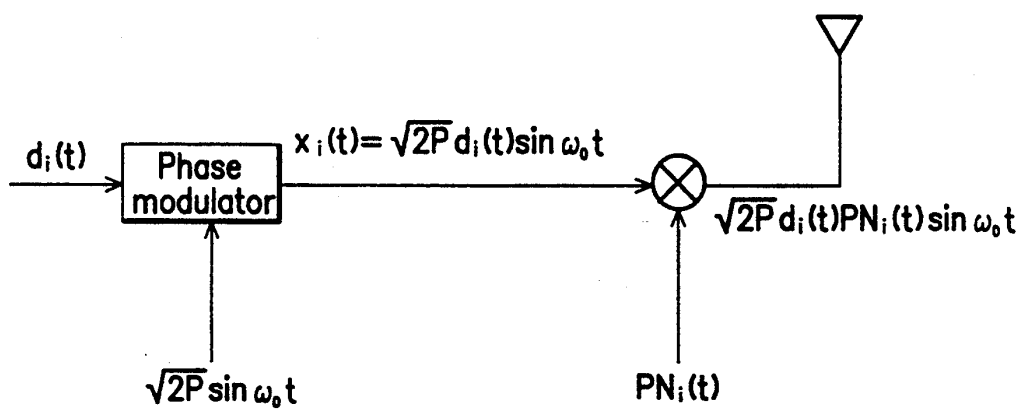 dᵢ(t)
Phase
modulator
xᵢ(t)=√2P dᵢ(t)sin ω₀t
√2P dᵢ(t)PNᵢ(t)sin ω₀t
√2P sin ω₀t
PNᵢ(t)